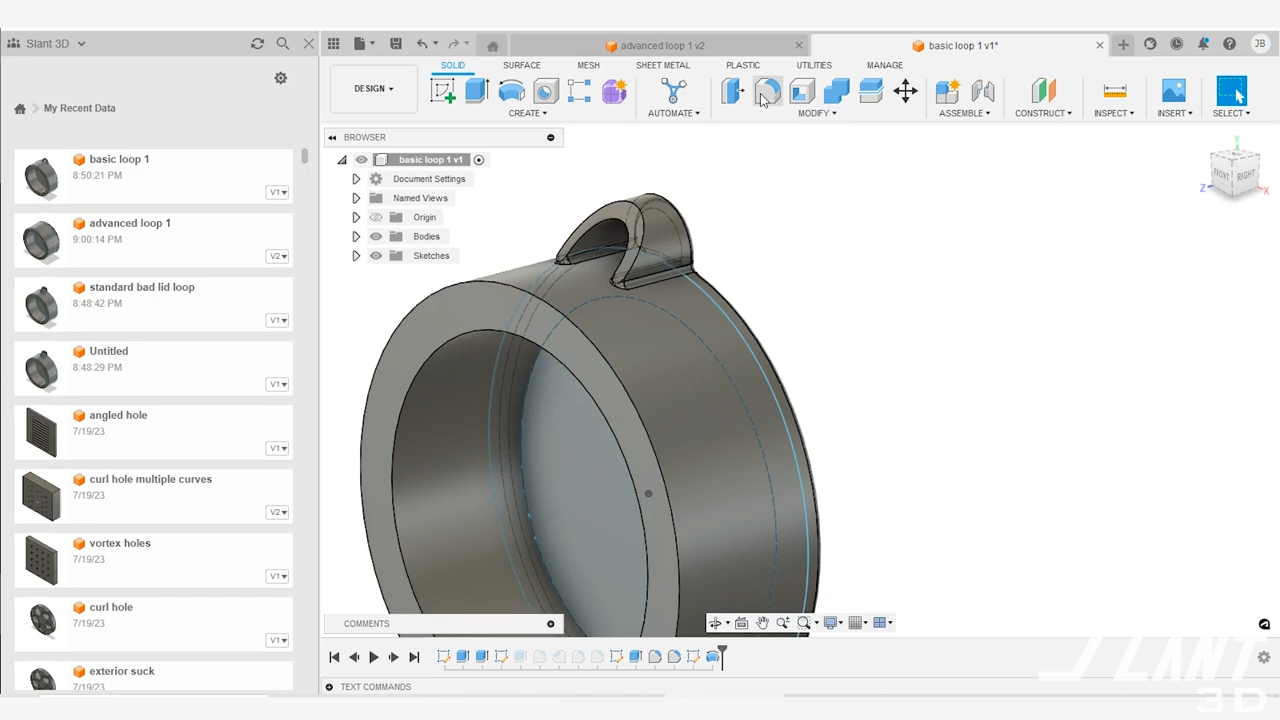 Slant 3D
My Recent Data
basic loop 1
8:50:21 PM
V1
advanced loop 1
9:00:14 PM
V2
standard bad lid loop
8:48:42 PM
V1
Untitled
8:48:29 PM
V1
angled hole
7/19/23
V1
curl hole multiple curves
7/19/23
V2
vortex holes
7/19/23
V1
curl hole
7/19/23
V1
exterior suck
7/19/23
advanced loop 1 v2
basic loop 1 v1*
JB
SOLID SURFACE MESH SHEET METAL PLASTIC UTILITIES MANAGE
DESIGN
CREATE AUTOMATE MODIFY ASSEMBLE CONSTRUCT INSPECT INSERT SELECT
BROWSER
basic loop 1 v1
Document Settings
Named Views
Origin
Bodies
Sketches
Y
FRONT RIGHT
Z X
COMMENTS
TEXT COMMANDS
SLANT
3D